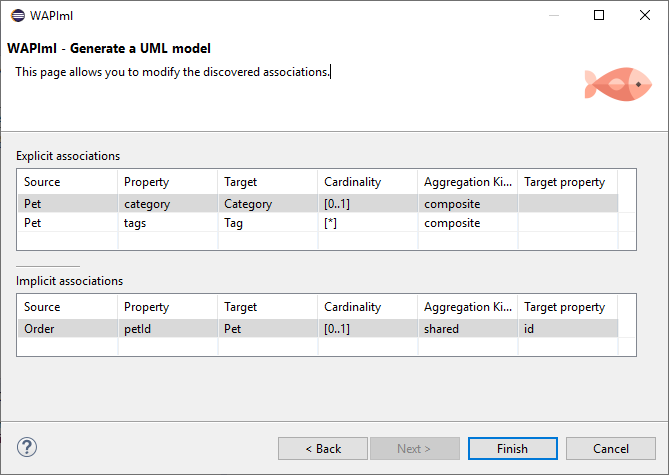 WAPIml
WAPIml - Generate a UML model
This page allows you to modify the discovered associations.
Explicit associations
Source Property Target Cardinality Aggregation Ki... Target property
Pet category Category [0..1] composite
Pet tags Tag [*] composite
Implicit associations
Source Property Target Cardinality Aggregation Ki... Target property
Order petId Pet [0..1] shared id
? < Back Next > Finish Cancel